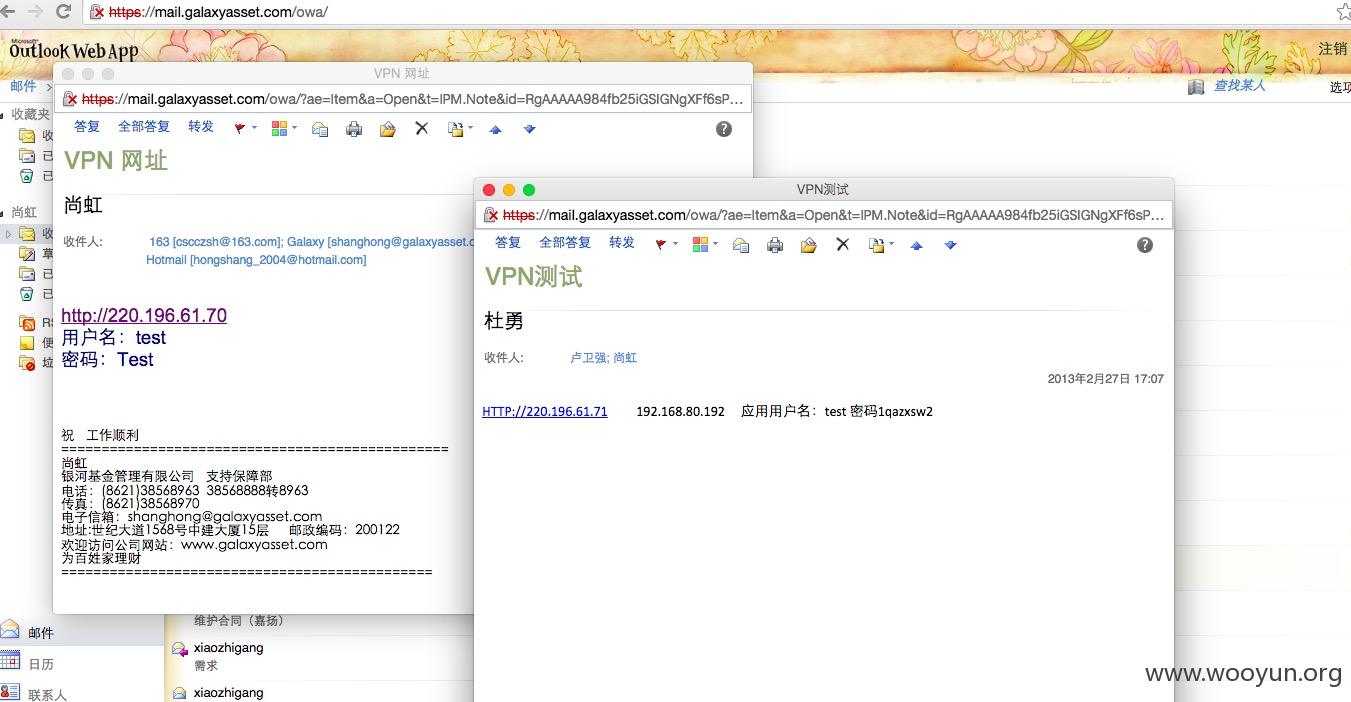 https://mail.galaxyasset.com/owa/
Microsoft
Outlook Web App
注销
邮件
查找某人
选项
收藏夹
收
已
已
尚虹
收
草
已
已
RS
便
垃
VPN 网址
https://mail.galaxyasset.com/owa/?ae=Item&a=Open&t=IPM.Note&id=RgAAAAA984fb25iGSIGNgXFf6sP...
答复 全部答复 转发
VPN 网址
尚虹
收件人: 163 [cscczsh@163.com]; Galaxy [shanghong@galaxyasset.c
Hotmail [hongshang_2004@hotmail.com]
http://220.196.61.70
用户名：test
密码：Test
祝 工作顺利
================================================
尚虹
银河基金管理有限公司 支持保障部
电话：(8621)38568963 38568888转8963
传真：(8621)38568970
电子信箱：shanghong@galaxyasset.com
地址:世纪大道1568号中建大厦15层 邮政编码：200122
欢迎访问公司网站：www.galaxyasset.com
为百姓家理财
==============================================
VPN测试
https://mail.galaxyasset.com/owa/?ae=Item&a=Open&t=IPM.Note&id=RgAAAAA984fb25iGSIGNgXFf6sP...
答复 全部答复 转发
VPN测试
杜勇
收件人: 卢卫强; 尚虹
2013年2月27日 17:07
HTTP://220.196.61.71 192.168.80.192 应用用户名：test 密码1qazxsw2
维护合同（嘉扬）
xiaozhigang
需求
xiaozhigang
邮件
日历
联系人
www.wooyun.org